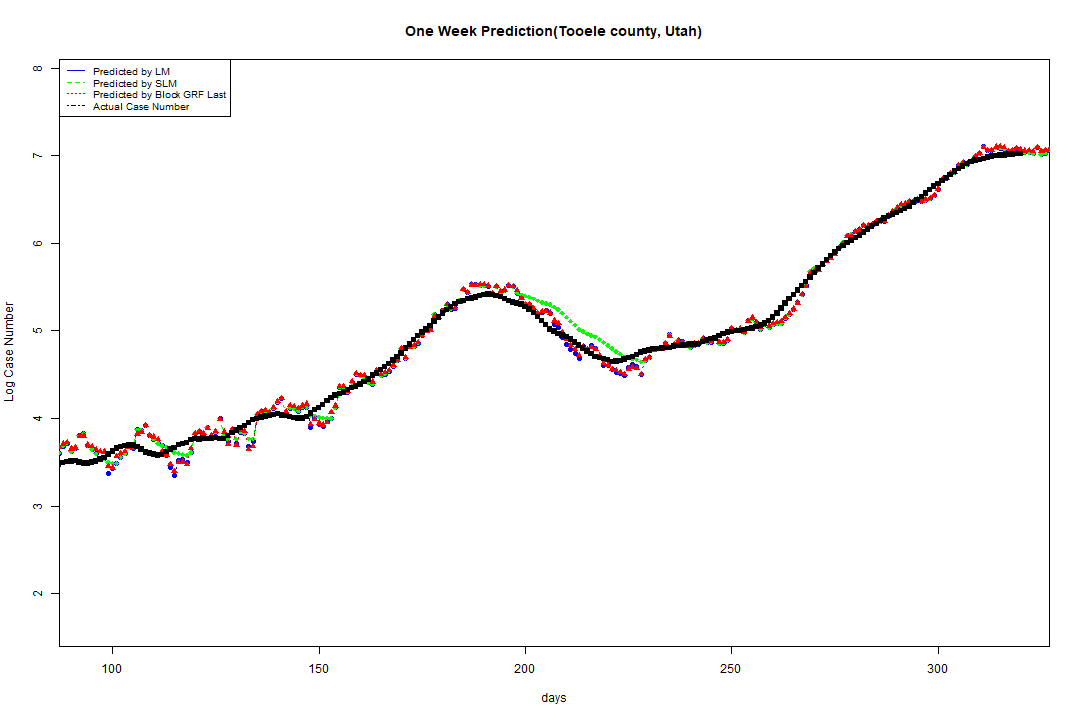 One Week Prediction(Tooele county, Utah)
Predicted by LM
Predicted by SLM
Predicted by Block GRF Last
Actual Case Number
8
7
6
5
4
3
2
Log Case Number
100 150 200 250 300
days